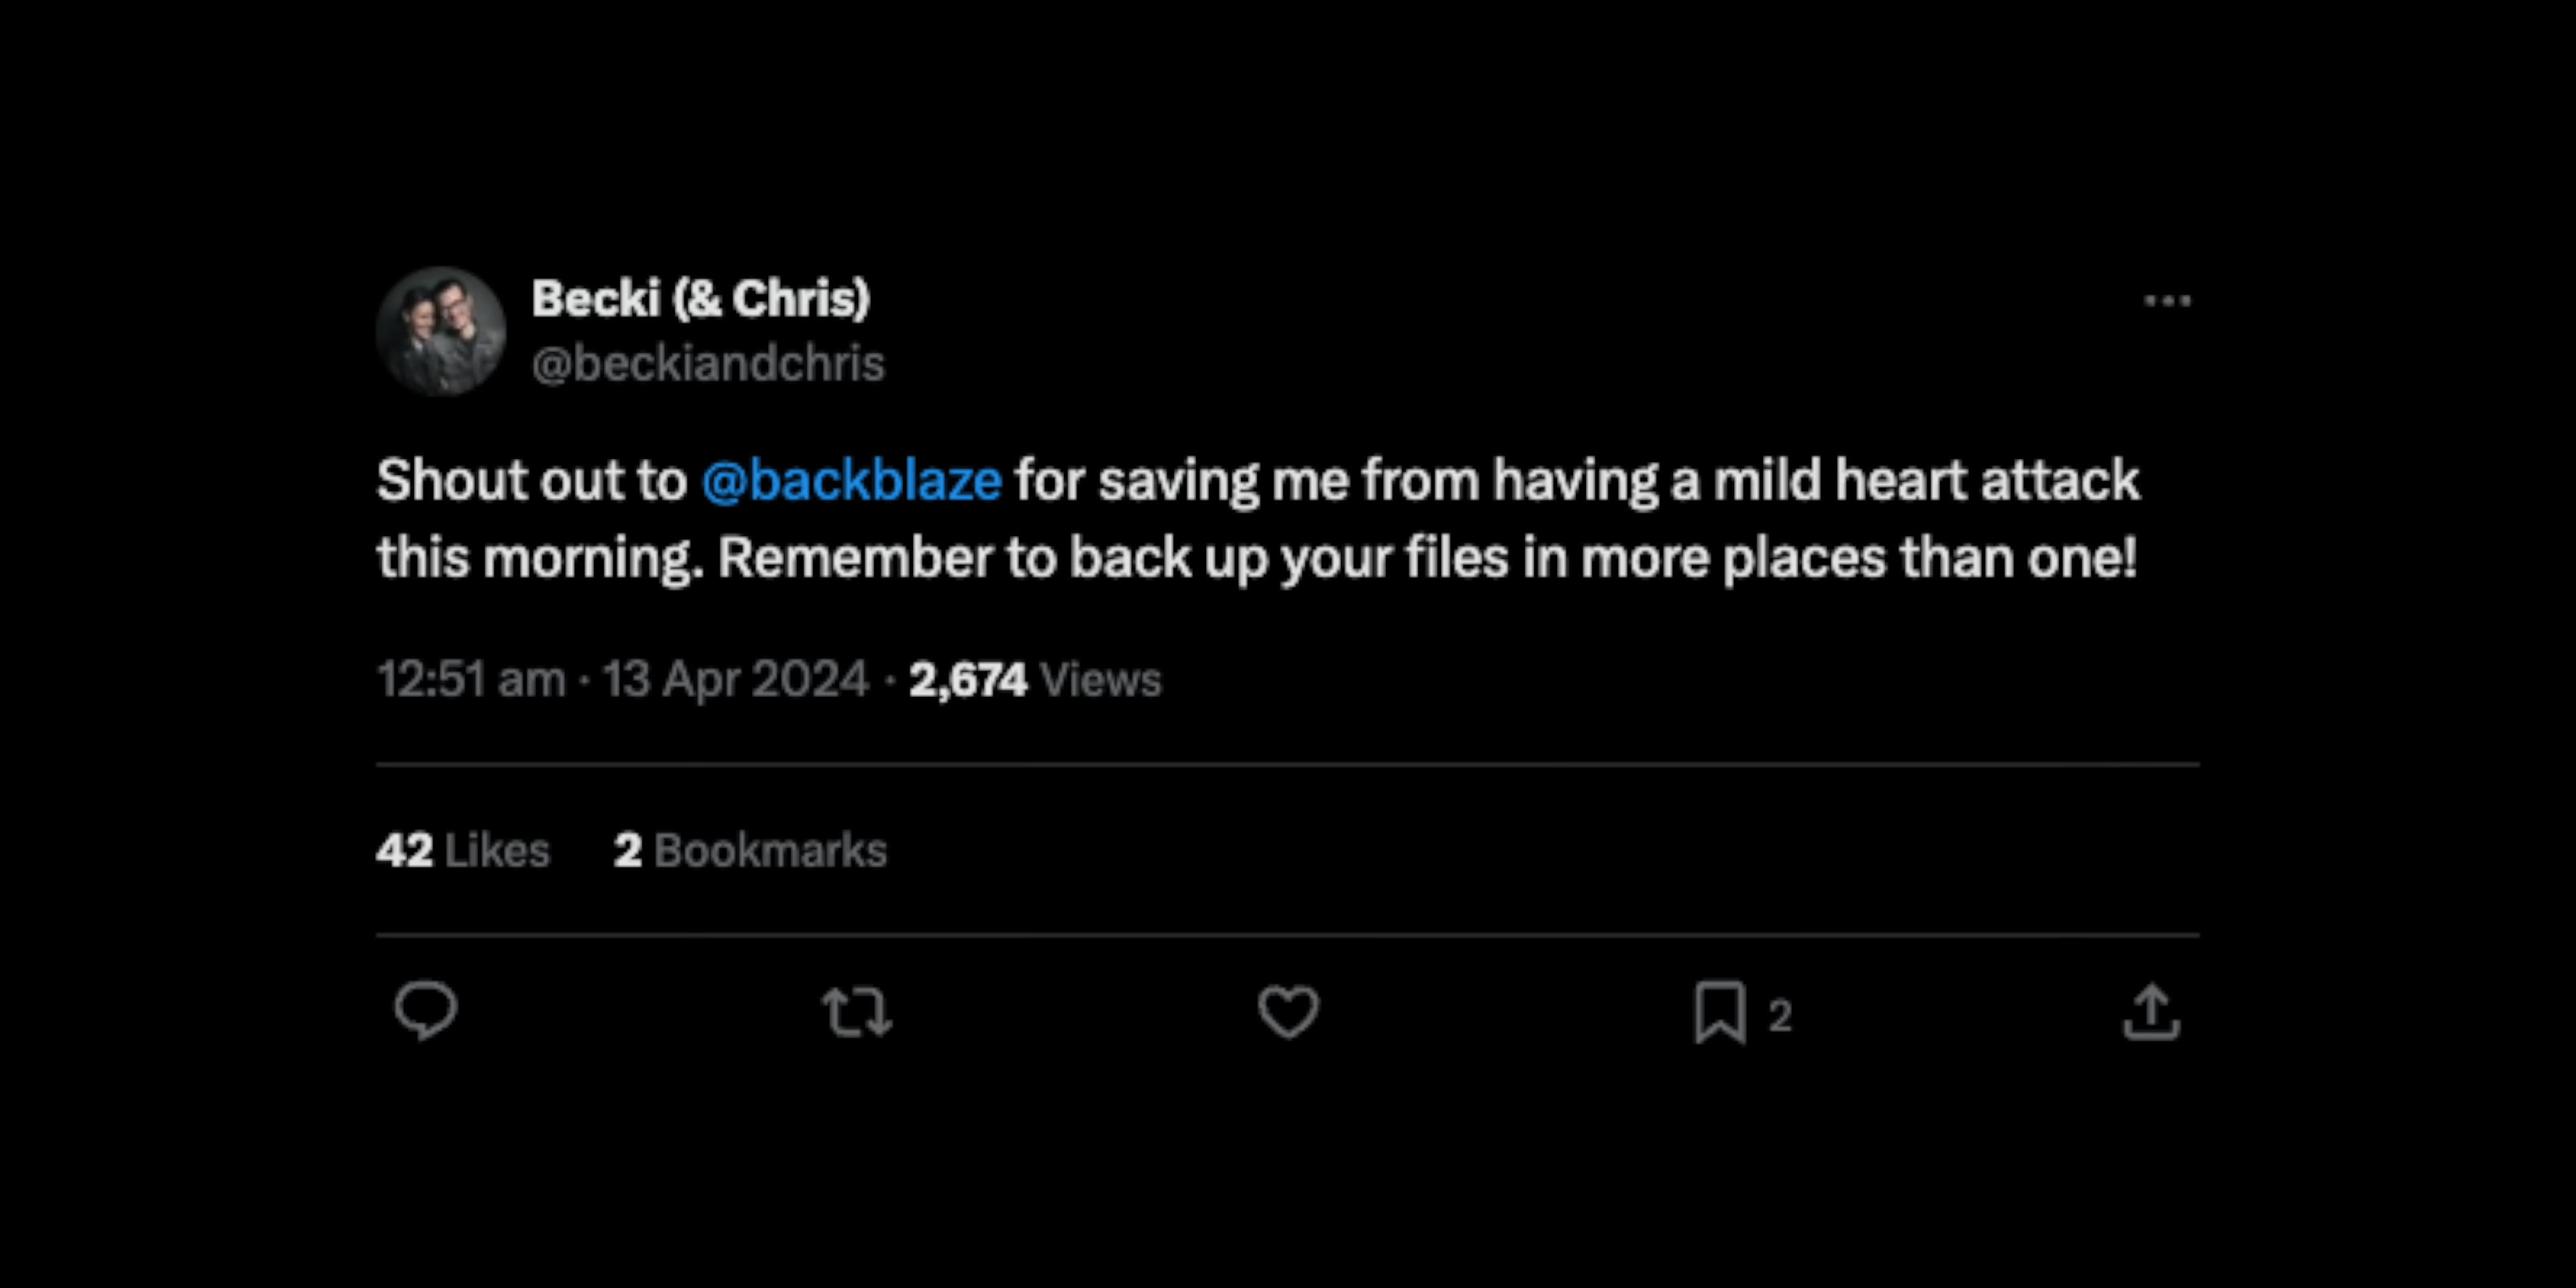 Becki (& Chris)
@beckiandchris
Shout out to @backblaze for saving me from having a mild heart attack
this morning. Remember to back up your files in more places than one!
12:51 am · 13 Apr 2024 · 2,674 Views
42 Likes 2 Bookmarks
2